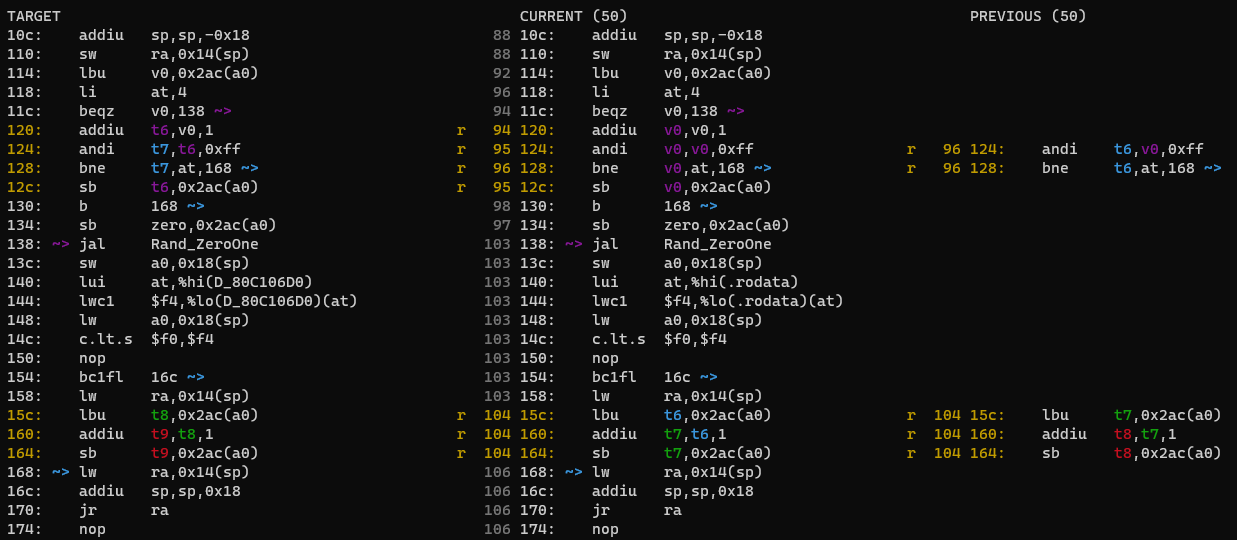 TARGET CURRENT (50) PREVIOUS (50)
10c: addiu sp,sp,-0x18 88 10c: addiu sp,sp,-0x18
110: sw ra,0x14(sp) 88 110: sw ra,0x14(sp)
114: lbu v0,0x2ac(a0) 92 114: lbu v0,0x2ac(a0)
118: li at,4 96 118: li at,4
11c: beqz v0,138 ~> 94 11c: beqz v0,138 ~>
120: addiu t6,v0,1 r 94 120: addiu v0,v0,1
124: andi t7,t6,0xff r 95 124: andi v0,v0,0xff r 96 124: andi t6,v0,0xff
128: bne t7,at,168 ~> r 96 128: bne v0,at,168 ~> r 96 128: bne t6,at,168 ~>
12c: sb t6,0x2ac(a0) r 95 12c: sb v0,0x2ac(a0)
130: b 168 ~> 98 130: b 168 ~>
134: sb zero,0x2ac(a0) 97 134: sb zero,0x2ac(a0)
138: ~> jal Rand_ZeroOne 103 138: ~> jal Rand_ZeroOne
13c: sw a0,0x18(sp) 103 13c: sw a0,0x18(sp)
140: lui at,%hi(D_80C106D0) 103 140: lui at,%hi(.rodata)
144: lwc1 $f4,%lo(D_80C106D0)(at) 103 144: lwc1 $f4,%lo(.rodata)(at)
148: lw a0,0x18(sp) 103 148: lw a0,0x18(sp)
14c: c.lt.s $f0,$f4 103 14c: c.lt.s $f0,$f4
150: nop 103 150: nop
154: bc1fl 16c ~> 103 154: bc1fl 16c ~>
158: lw ra,0x14(sp) 103 158: lw ra,0x14(sp)
15c: lbu t8,0x2ac(a0) r 104 15c: lbu t6,0x2ac(a0) r 104 15c: lbu t7,0x2ac(a0)
160: addiu t9,t8,1 r 104 160: addiu t7,t6,1 r 104 160: addiu t8,t7,1
164: sb t9,0x2ac(a0) r 104 164: sb t7,0x2ac(a0) r 104 164: sb t8,0x2ac(a0)
168: ~> lw ra,0x14(sp) 106 168: ~> lw ra,0x14(sp)
16c: addiu sp,sp,0x18 106 16c: addiu sp,sp,0x18
170: jr ra 106 170: jr ra
174: nop 106 174: nop